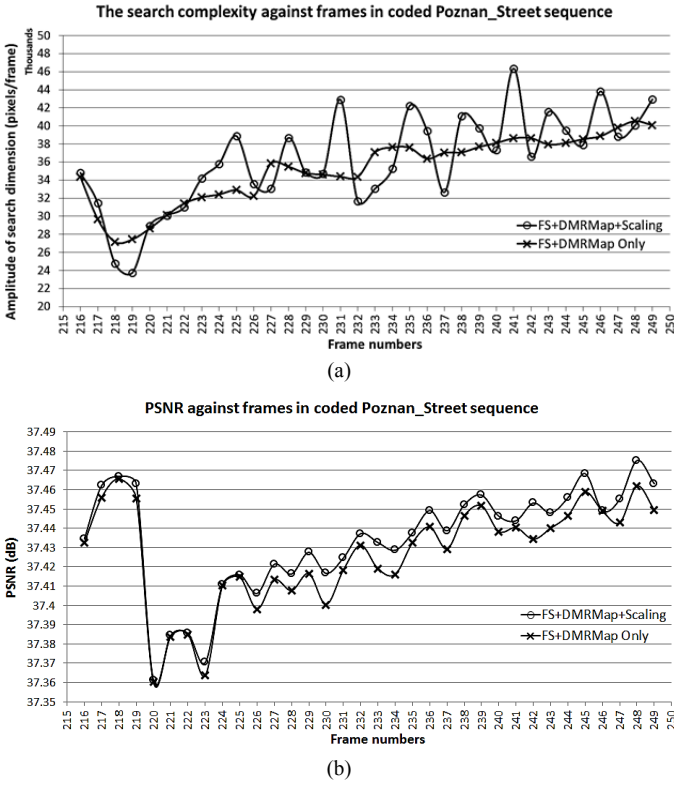 The search complexity against frames in coded Poznan_Street sequence
Amplitude of search dimension (pixels/frame)
Thousands
50
48
46
44
42
40
38
36
34
32
30
28
26
24
22
20
FS+DMRMap+Scaling
FS+DMRMap Only
215 216 217 218 219 220 221 222 223 224 225 226 227 228 229 230 231 232 233 234 235 236 237 238 239 240 241 242 243 244 245 246 247 248 249 250
Frame numbers
(a)
PSNR against frames in coded Poznan_Street sequence
PSNR (dB)
37.49
37.48
37.47
37.46
37.45
37.44
37.43
37.42
37.41
37.4
37.39
37.38
37.37
37.36
37.35
FS+DMRMap+Scaling
FS+DMRMap Only
215 216 217 218 219 220 221 222 223 224 225 226 227 228 229 230 231 232 233 234 235 236 237 238 239 240 241 242 243 244 245 246 247 248 249 250
Frame numbers
(b)